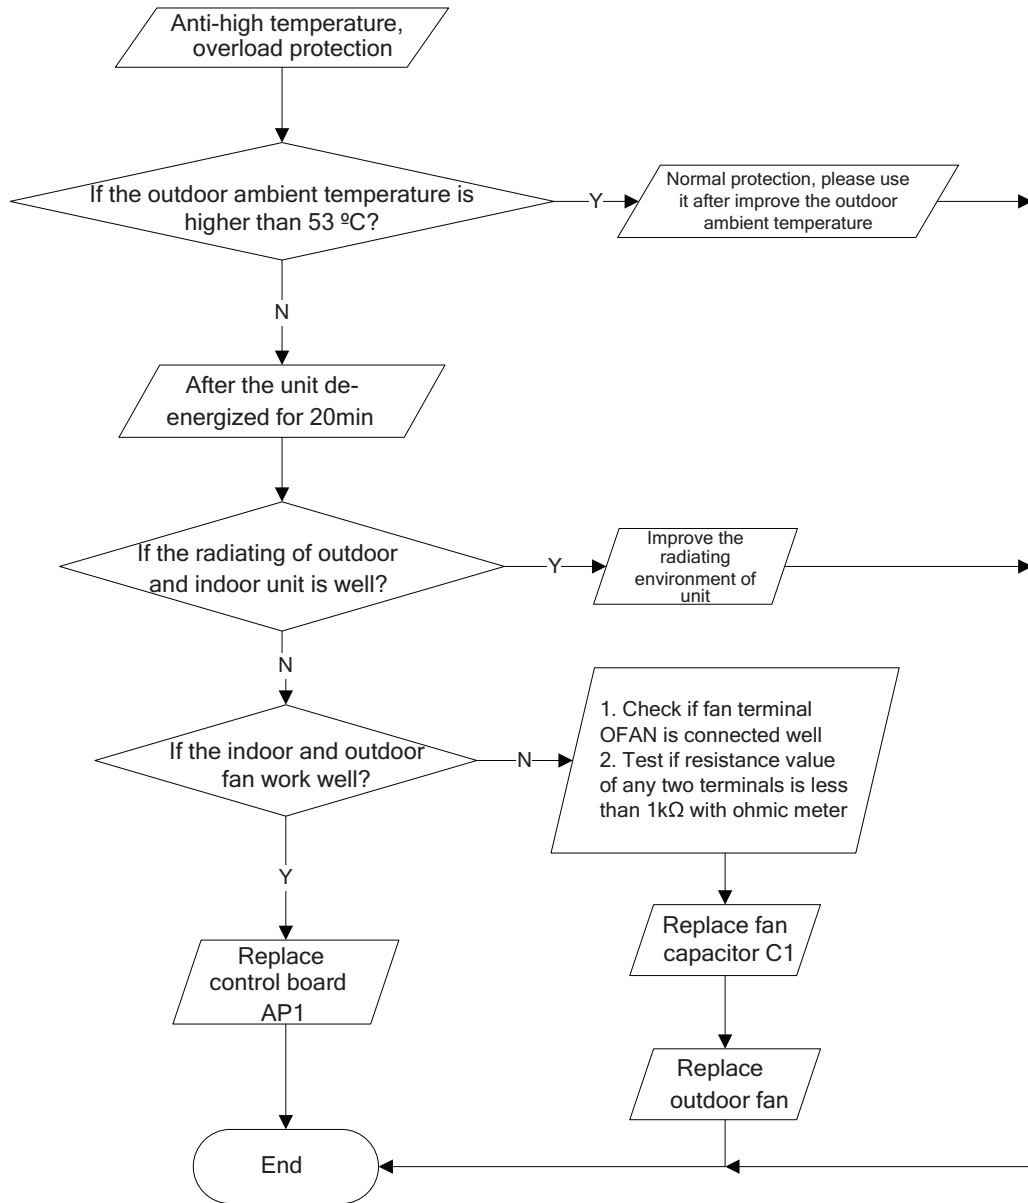 Anti-high temperature,
overload protection
If the outdoor ambient temperature is
higher than 53 ºC?
Y
Normal protection, please use
it after improve the outdoor
ambient temperature
N
After the unit de-
energized for 20min
If the radiating of outdoor
and indoor unit is well?
Y
Improve the
radiating
environment of
unit
N
If the indoor and outdoor
fan work well?
N
1. Check if fan terminal
OFAN is connected well
2. Test if resistance value
of any two terminals is less
than 1kΩ with ohmic meter
Y
Replace fan
capacitor C1
Replace
control board
AP1
Replace
outdoor fan
End